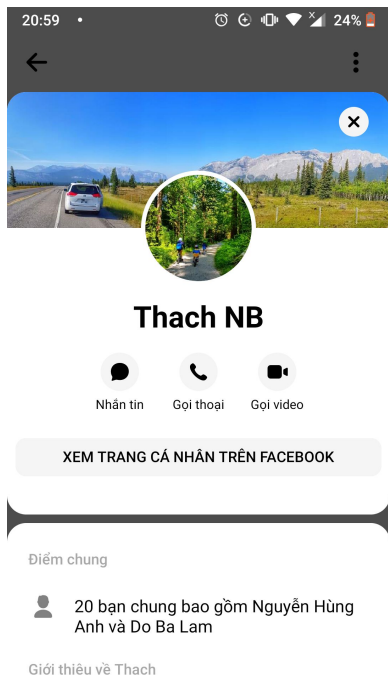 20:59
24%
Thach NB
Nhắn tin
Gọi thoại
Gọi video
XEM TRANG CÁ NHÂN TRÊN FACEBOOK
Điểm chung
20 bạn chung bao gồm Nguyễn Hùng
Anh và Do Ba Lam
Giới thiệu về Thach